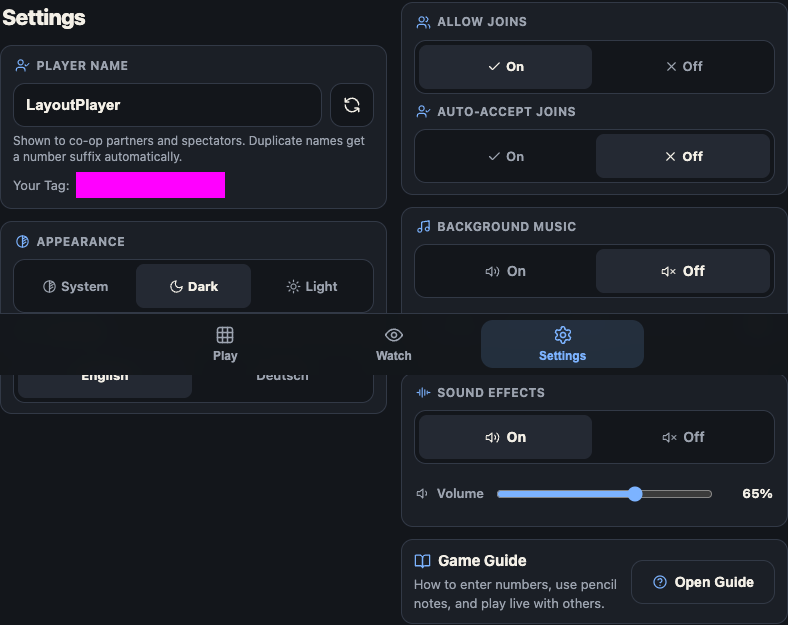 Settings
PLAYER NAME
LayoutPlayer
Shown to co-op partners and spectators. Duplicate names get
a number suffix automatically.
Your Tag:
APPEARANCE
System
Dark
Light
English
Deutsch
ALLOW JOINS
On
Off
AUTO-ACCEPT JOINS
On
Off
BACKGROUND MUSIC
On
Off
Play
Watch
Settings
SOUND EFFECTS
On
Off
Volume
65%
Game Guide
How to enter numbers, use pencil
notes, and play live with others.
Open Guide